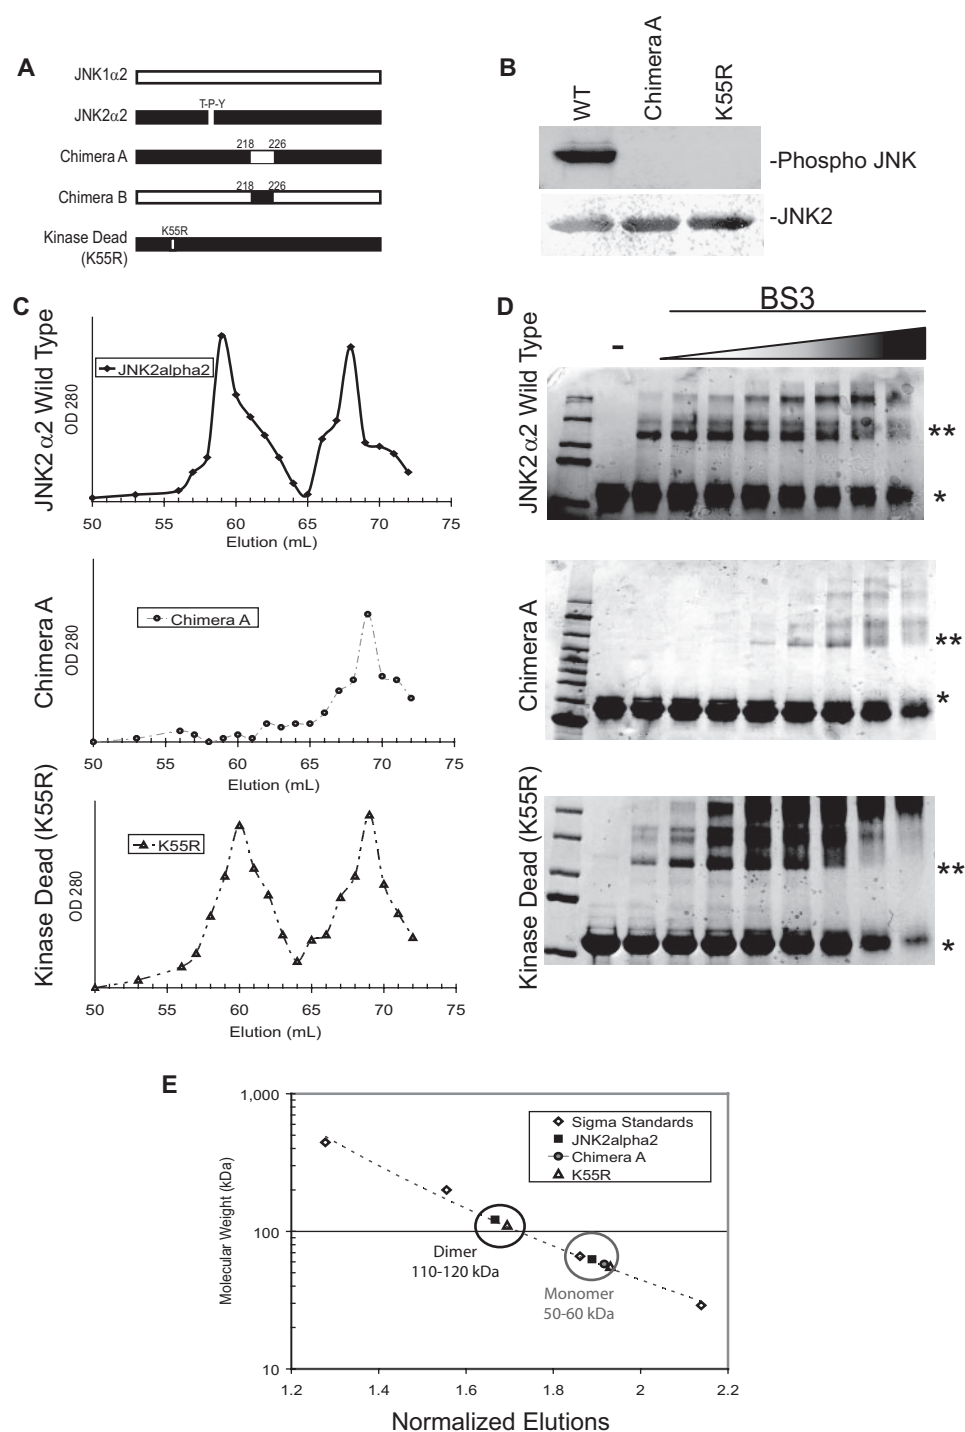 A
JNK1α2
T-P-Y
JNK2α2
218 226
Chimera A
218 226
Chimera B
K55R
Kinase Dead
(K55R)
B
WT
Chimera A
K55R
-Phospho JNK
-JNK2
C
JNK2α2 Wild Type
OD 280
JNK2alpha2
50 55 60 65 70 75
Elution (mL)
Chimera A
OD 280
Chimera A
50 55 60 65 70 75
Elution (mL)
Kinase Dead (K55R)
OD 280
K55R
50 55 60 65 70 75
Elution (mL)
D
BS3
-
JNK2α2 Wild Type
**
*
Chimera A
**
*
Kinase Dead (K55R)
**
*
E
Molecular Weight (kDa)
1,000
100
10
Sigma Standards
JNK2alpha2
Chimera A
K55R
Dimer
110-120 kDa
Monomer
50-60 kDa
1.2 1.4 1.6 1.8 2 2.2
Normalized Elutions